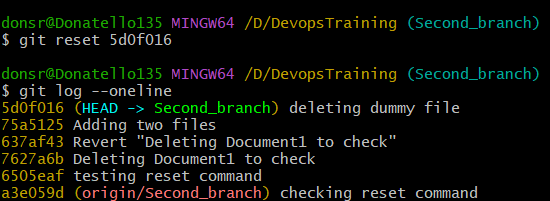 donsr@Donatello135 MINGW64 /D/DevopsTraining (Second_branch)
$ git reset 5d0f016
donsr@Donatello135 MINGW64 /D/DevopsTraining (Second_branch)
$ git log --oneline
5d0f016 (HEAD -> Second_branch) deleting dummy file
75a5125 Adding two files
637af43 Revert "Deleting Document1 to check"
7627a6b Deleting Document1 to check
6505eaf testing reset command
a3e059d (origin/Second_branch) checking reset command